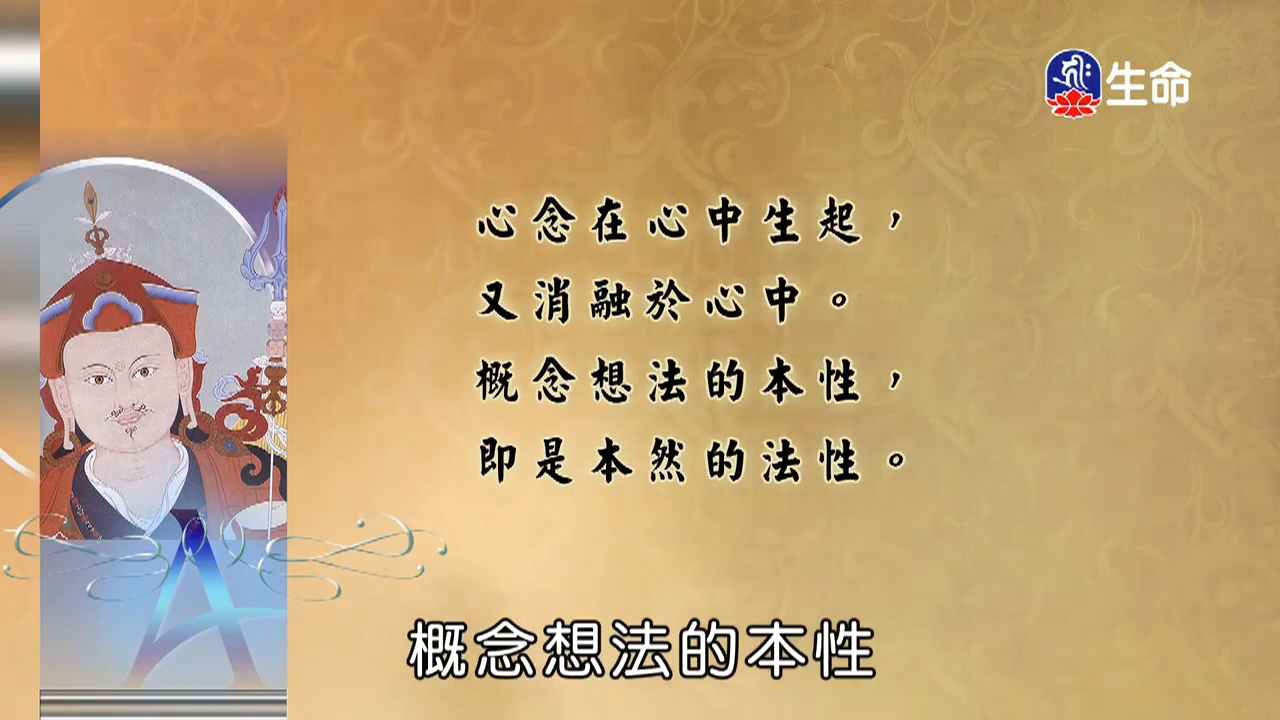 生命
心念在心中生起，
又消融於心中。
概念想法的本性，
即是本然的法性。
概念想法的本性